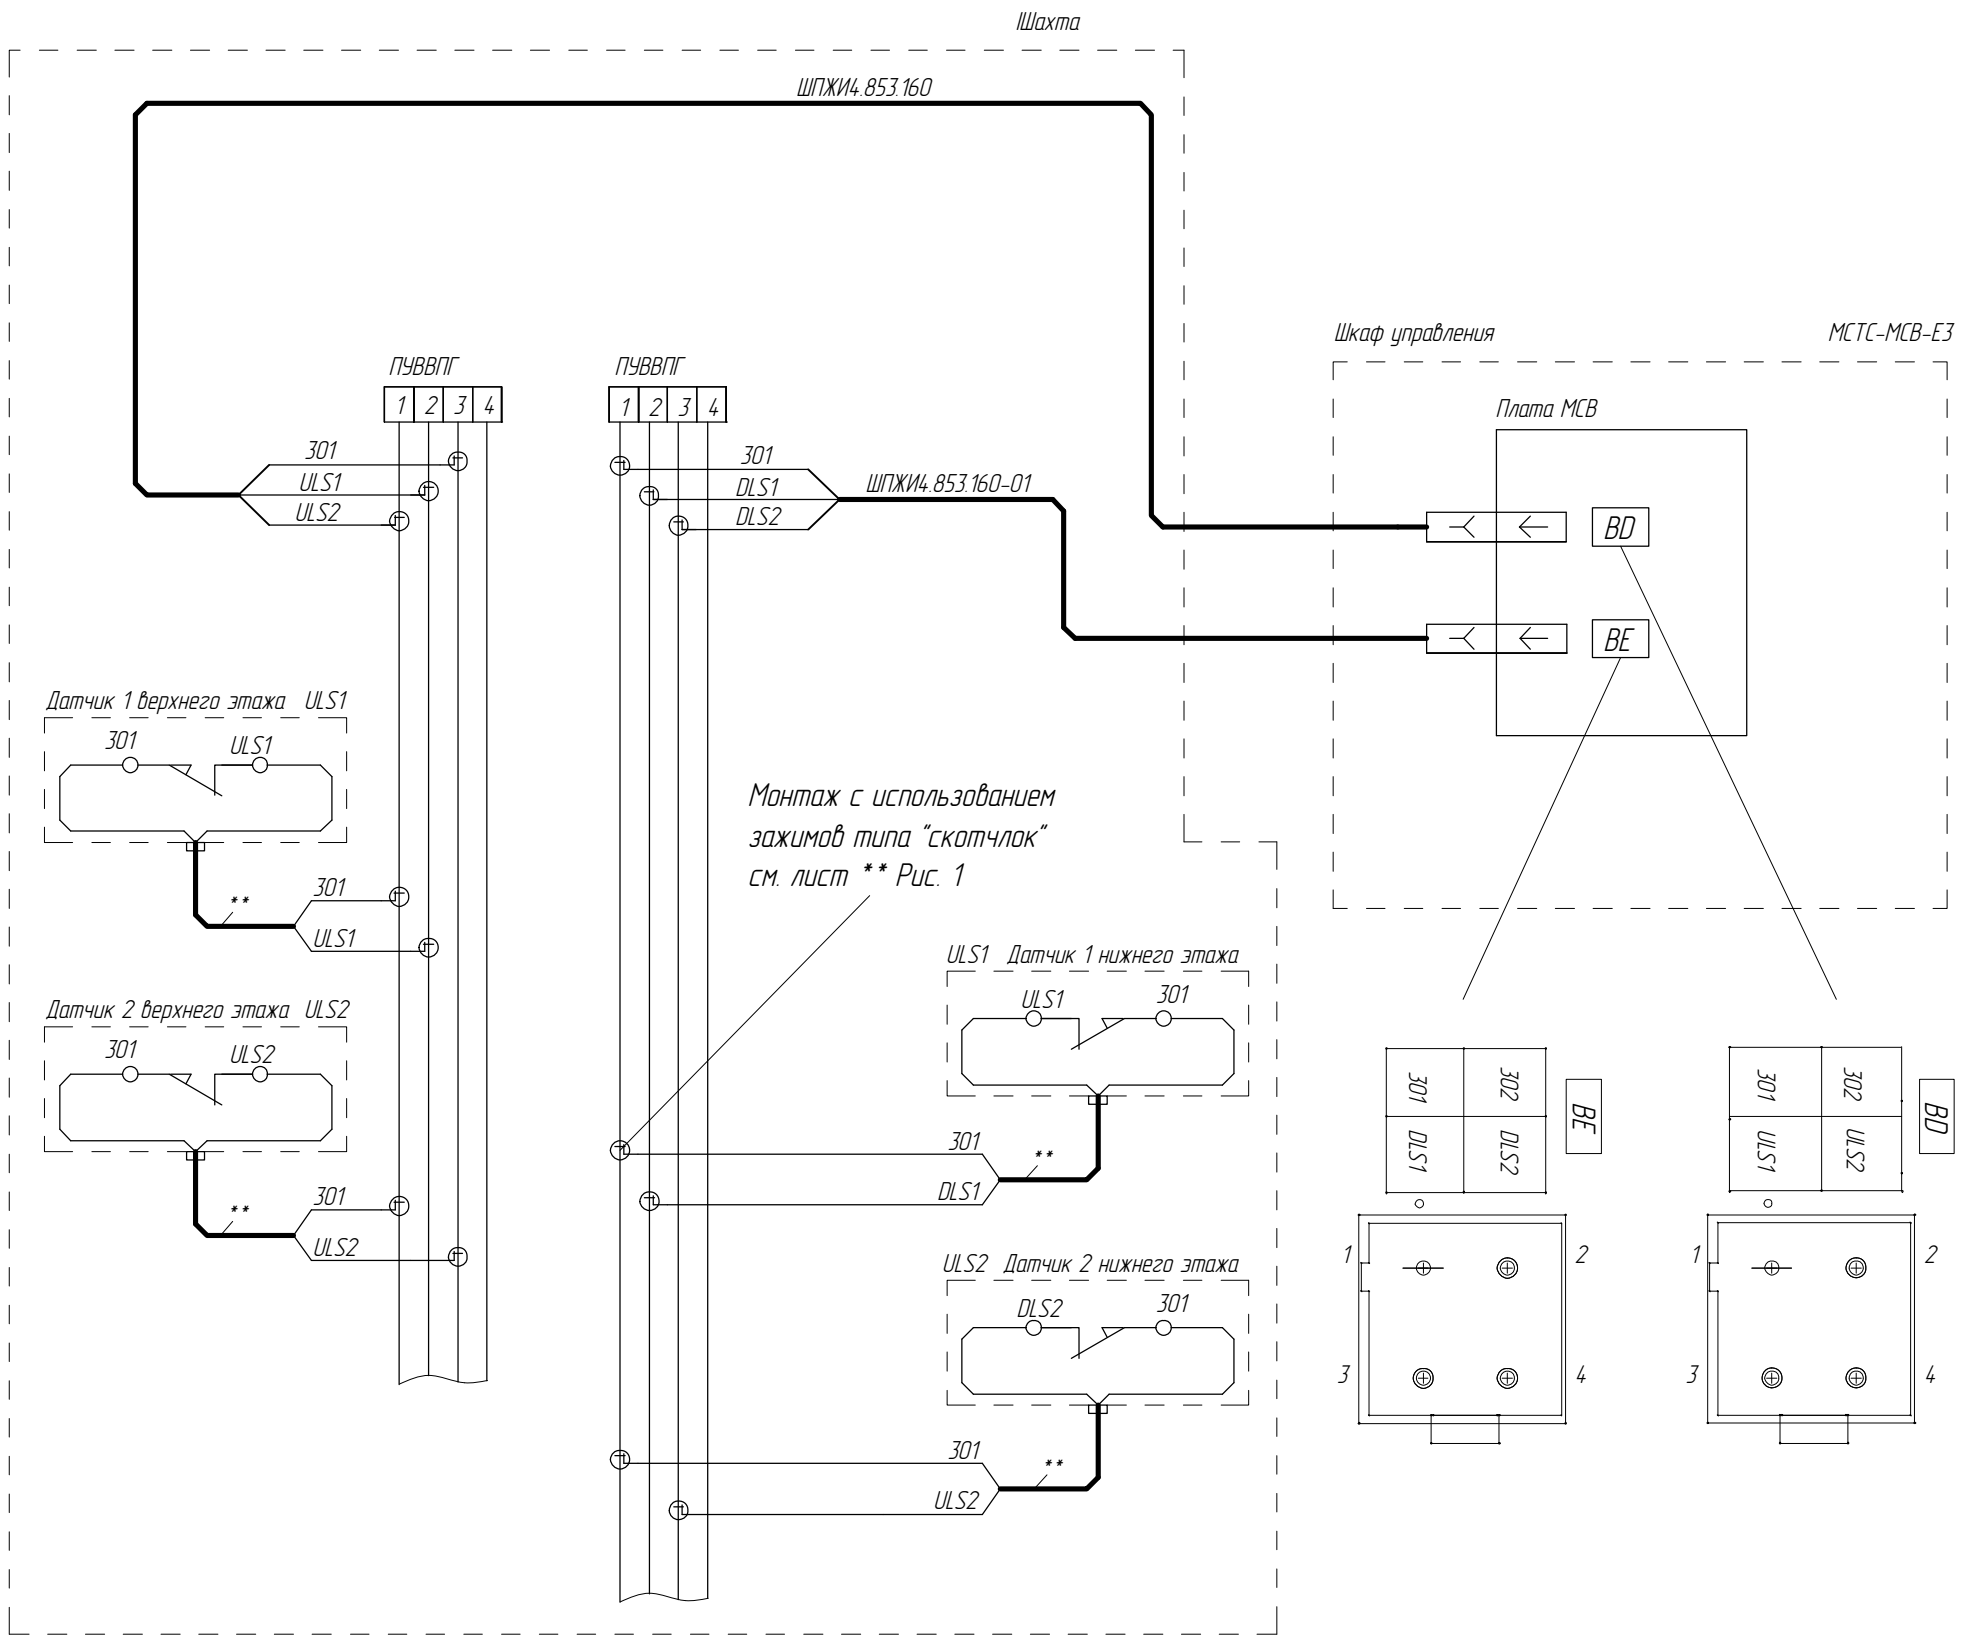 Шахта
ШПЖИ4.853.160
Шкаф управления
МСТС-МСВ-Е3
Плата МСВ
BD
BE
ПУВВПГ
1 2 3 4
301
ULS1
ULS2
ПУВВПГ
1 2 3 4
301
DLS1
DLS2
ШПЖИ4.853.160-01
Датчик 1 верхнего этажа ULS1
301
ULS1
**
301
ULS1
Датчик 2 верхнего этажа ULS2
301
ULS2
**
301
ULS2
Монтаж с использованием
зажимов типа "скотчлок"
см. лист ** Рис. 1
ULS1 Датчик 1 нижнего этажа
ULS1
301
301
**
DLS1
ULS2 Датчик 2 нижнего этажа
DLS2
301
301
**
ULS2
301 302
DLS1 DLS2
BE
1 2
3 4
301 302
ULS1 ULS2
BD
1 2
3 4